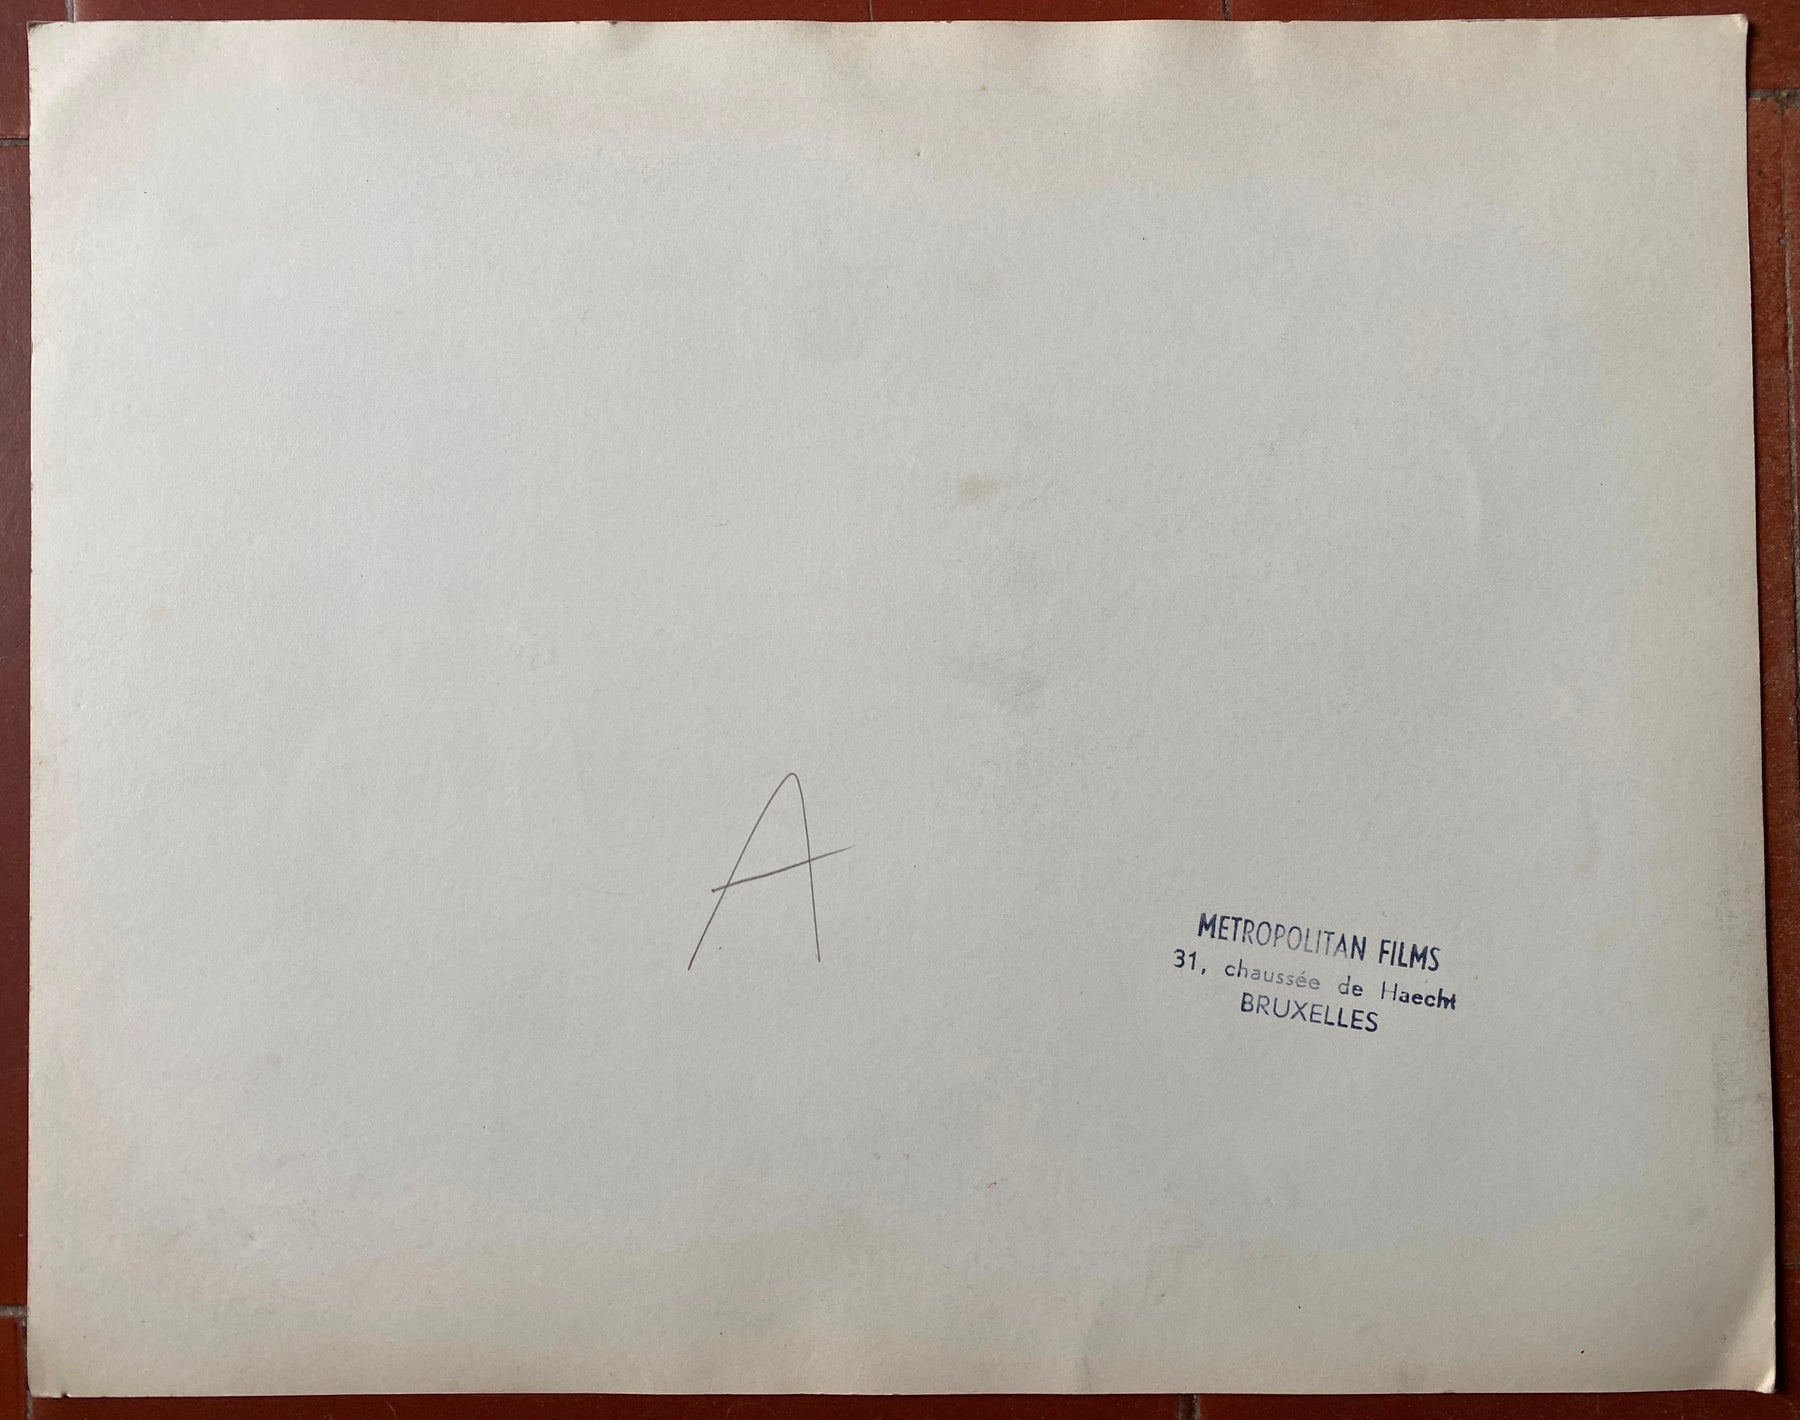 A
METROPOLITAN FILMS
31, chaussée de Haecht
BRUXELLES